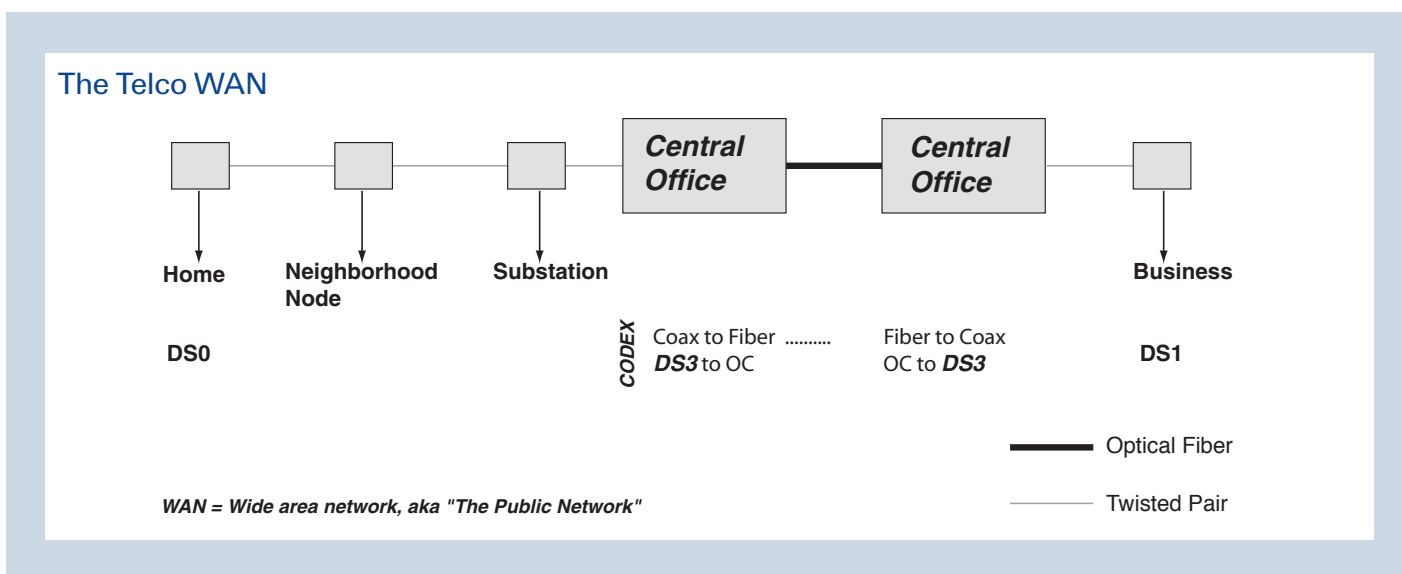 The Telco WAN
Central
Office
Central
Office
Home
Neighborhood
Node
Substation
Business
DS0
CODEX
Coax to Fiber ..........
DS3 to OC
Fiber to Coax
OC to DS3
DS1
Optical Fiber
Twisted Pair
WAN = Wide area network, aka "The Public Network"